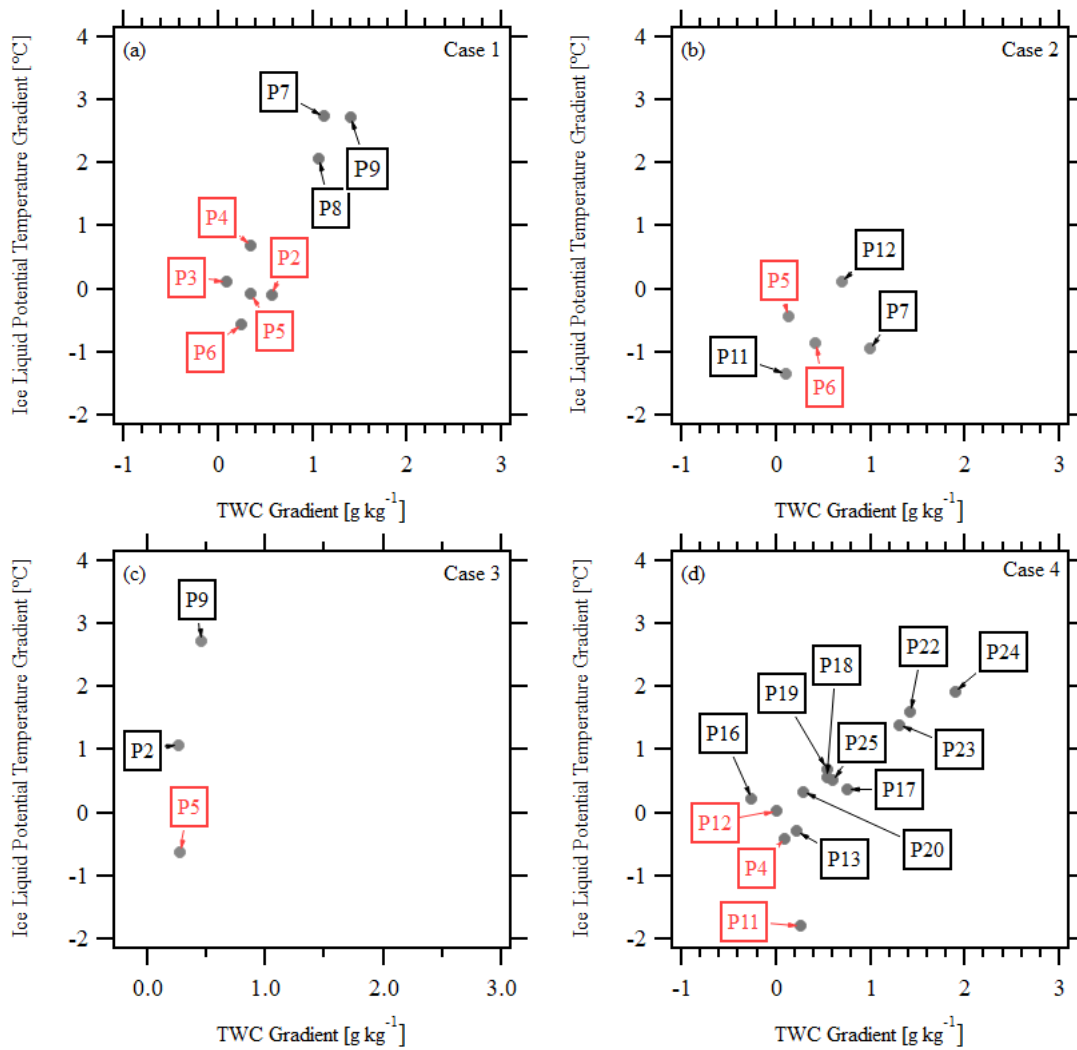 (a)
Case 1
Ice Liquid Potential Temperature Gradient [°C]
4
3
2
1
0
-1
-2
P7
P9
P8
P4
P2
P3
P5
P6
-1
0
1
2
3
TWC Gradient [g kg⁻¹]
(b)
Case 2
Ice Liquid Potential Temperature Gradient [°C]
4
3
2
1
0
-1
-2
P12
P5
P7
P11
P6
-1
0
1
2
3
TWC Gradient [g kg⁻¹]
(c)
Case 3
Ice Liquid Potential Temperature Gradient [°C]
4
3
2
1
0
-1
-2
P9
P2
P5
0.0
1.0
2.0
3.0
TWC Gradient [g kg⁻¹]
(d)
Case 4
Ice Liquid Potential Temperature Gradient [°C]
4
3
2
1
0
-1
-2
P18
P22
P24
P19
P16
P25
P23
P17
P12
P13
P20
P4
P11
-1
0
1
2
3
TWC Gradient [g kg⁻¹]